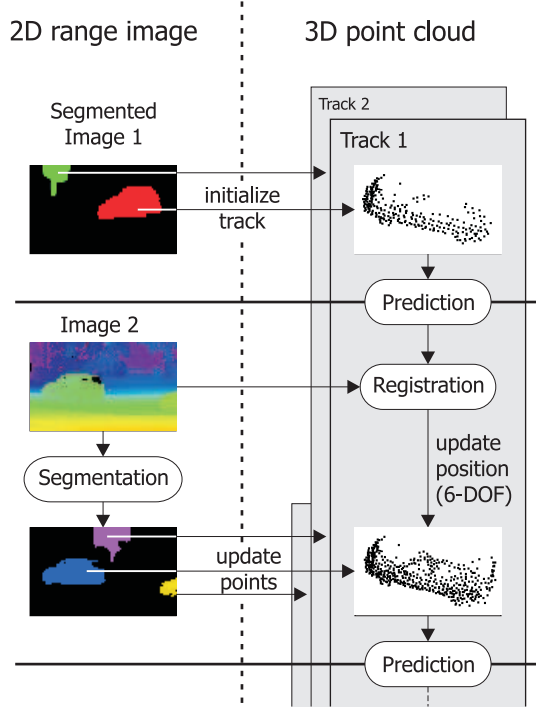 2D range image
3D point cloud
Segmented
Image 1
Track 2
Track 1
initialize
track
Prediction
Image 2
Registration
Segmentation
update
position
(6-DOF)
update
points
Prediction